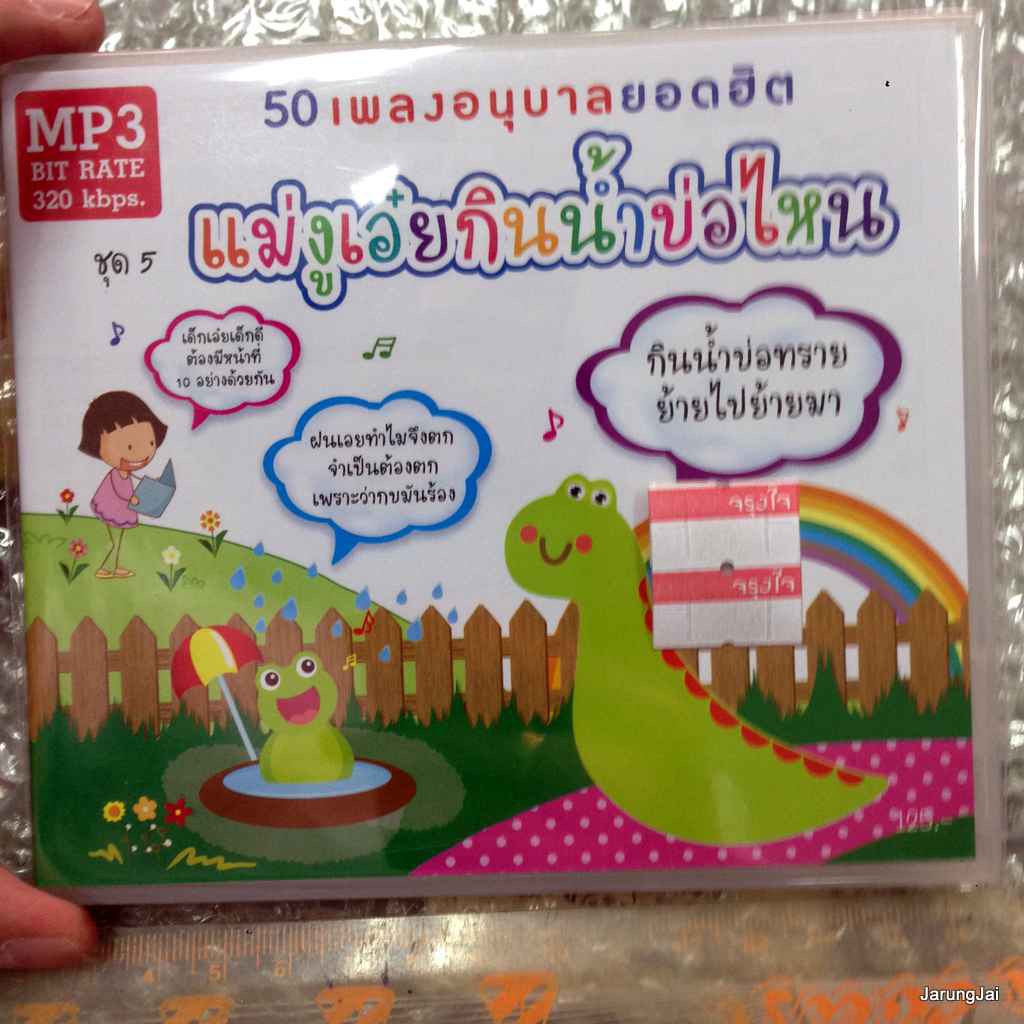 50 เพลงอนุบาลยอดฮิต
MP3
BIT RATE
320 kbps.
แม่งูเอ๋ยกินน้ำบ่อไหน
ชุด 5
เด็กเอ๋ยเด็กดี
ต้องมีหน้าที่
10 อย่างด้วยกัน
กินน้ำบ่อทราย
ย้ายไปย้ายมา
ฝนเอยทำไมจึงตก
จำเป็นต้องตก
เพราะว่ากบมันร้อง
จรุงใจ
จรุงใจ
125.-
4 5 6
JarungJai